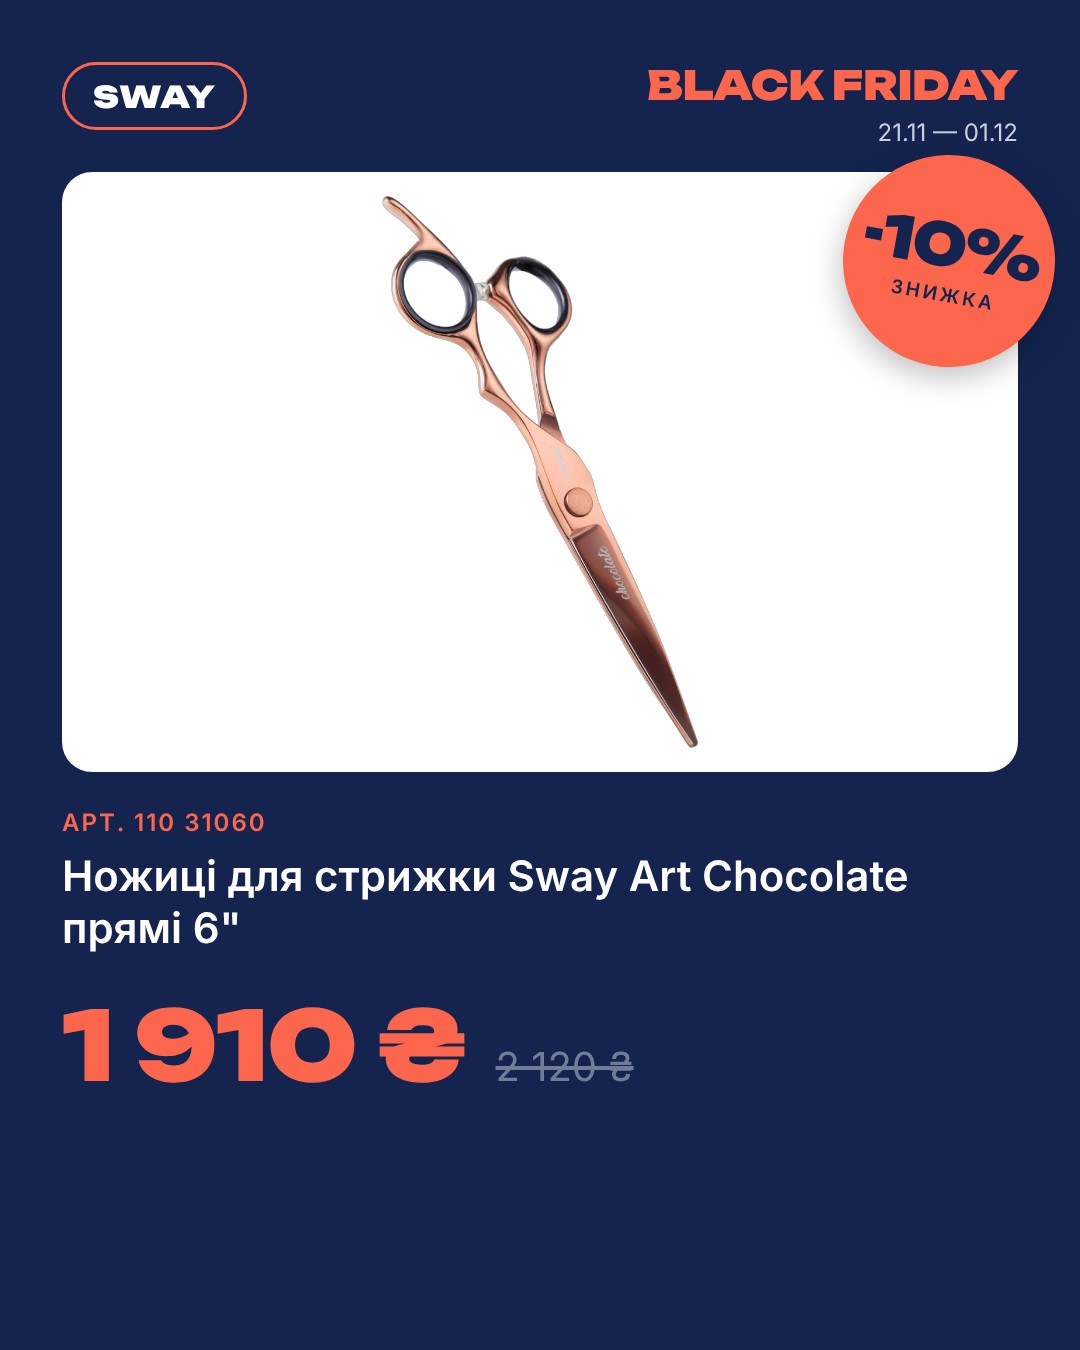 SWAY
BLACK FRIDAY
21.11 — 01.12
-10%
ЗНИЖКА
chocolate
АРТ. 110 31060
Ножиці для стрижки Sway Art Chocolate
прямі 6"
1 910 ₴
2 120 ₴